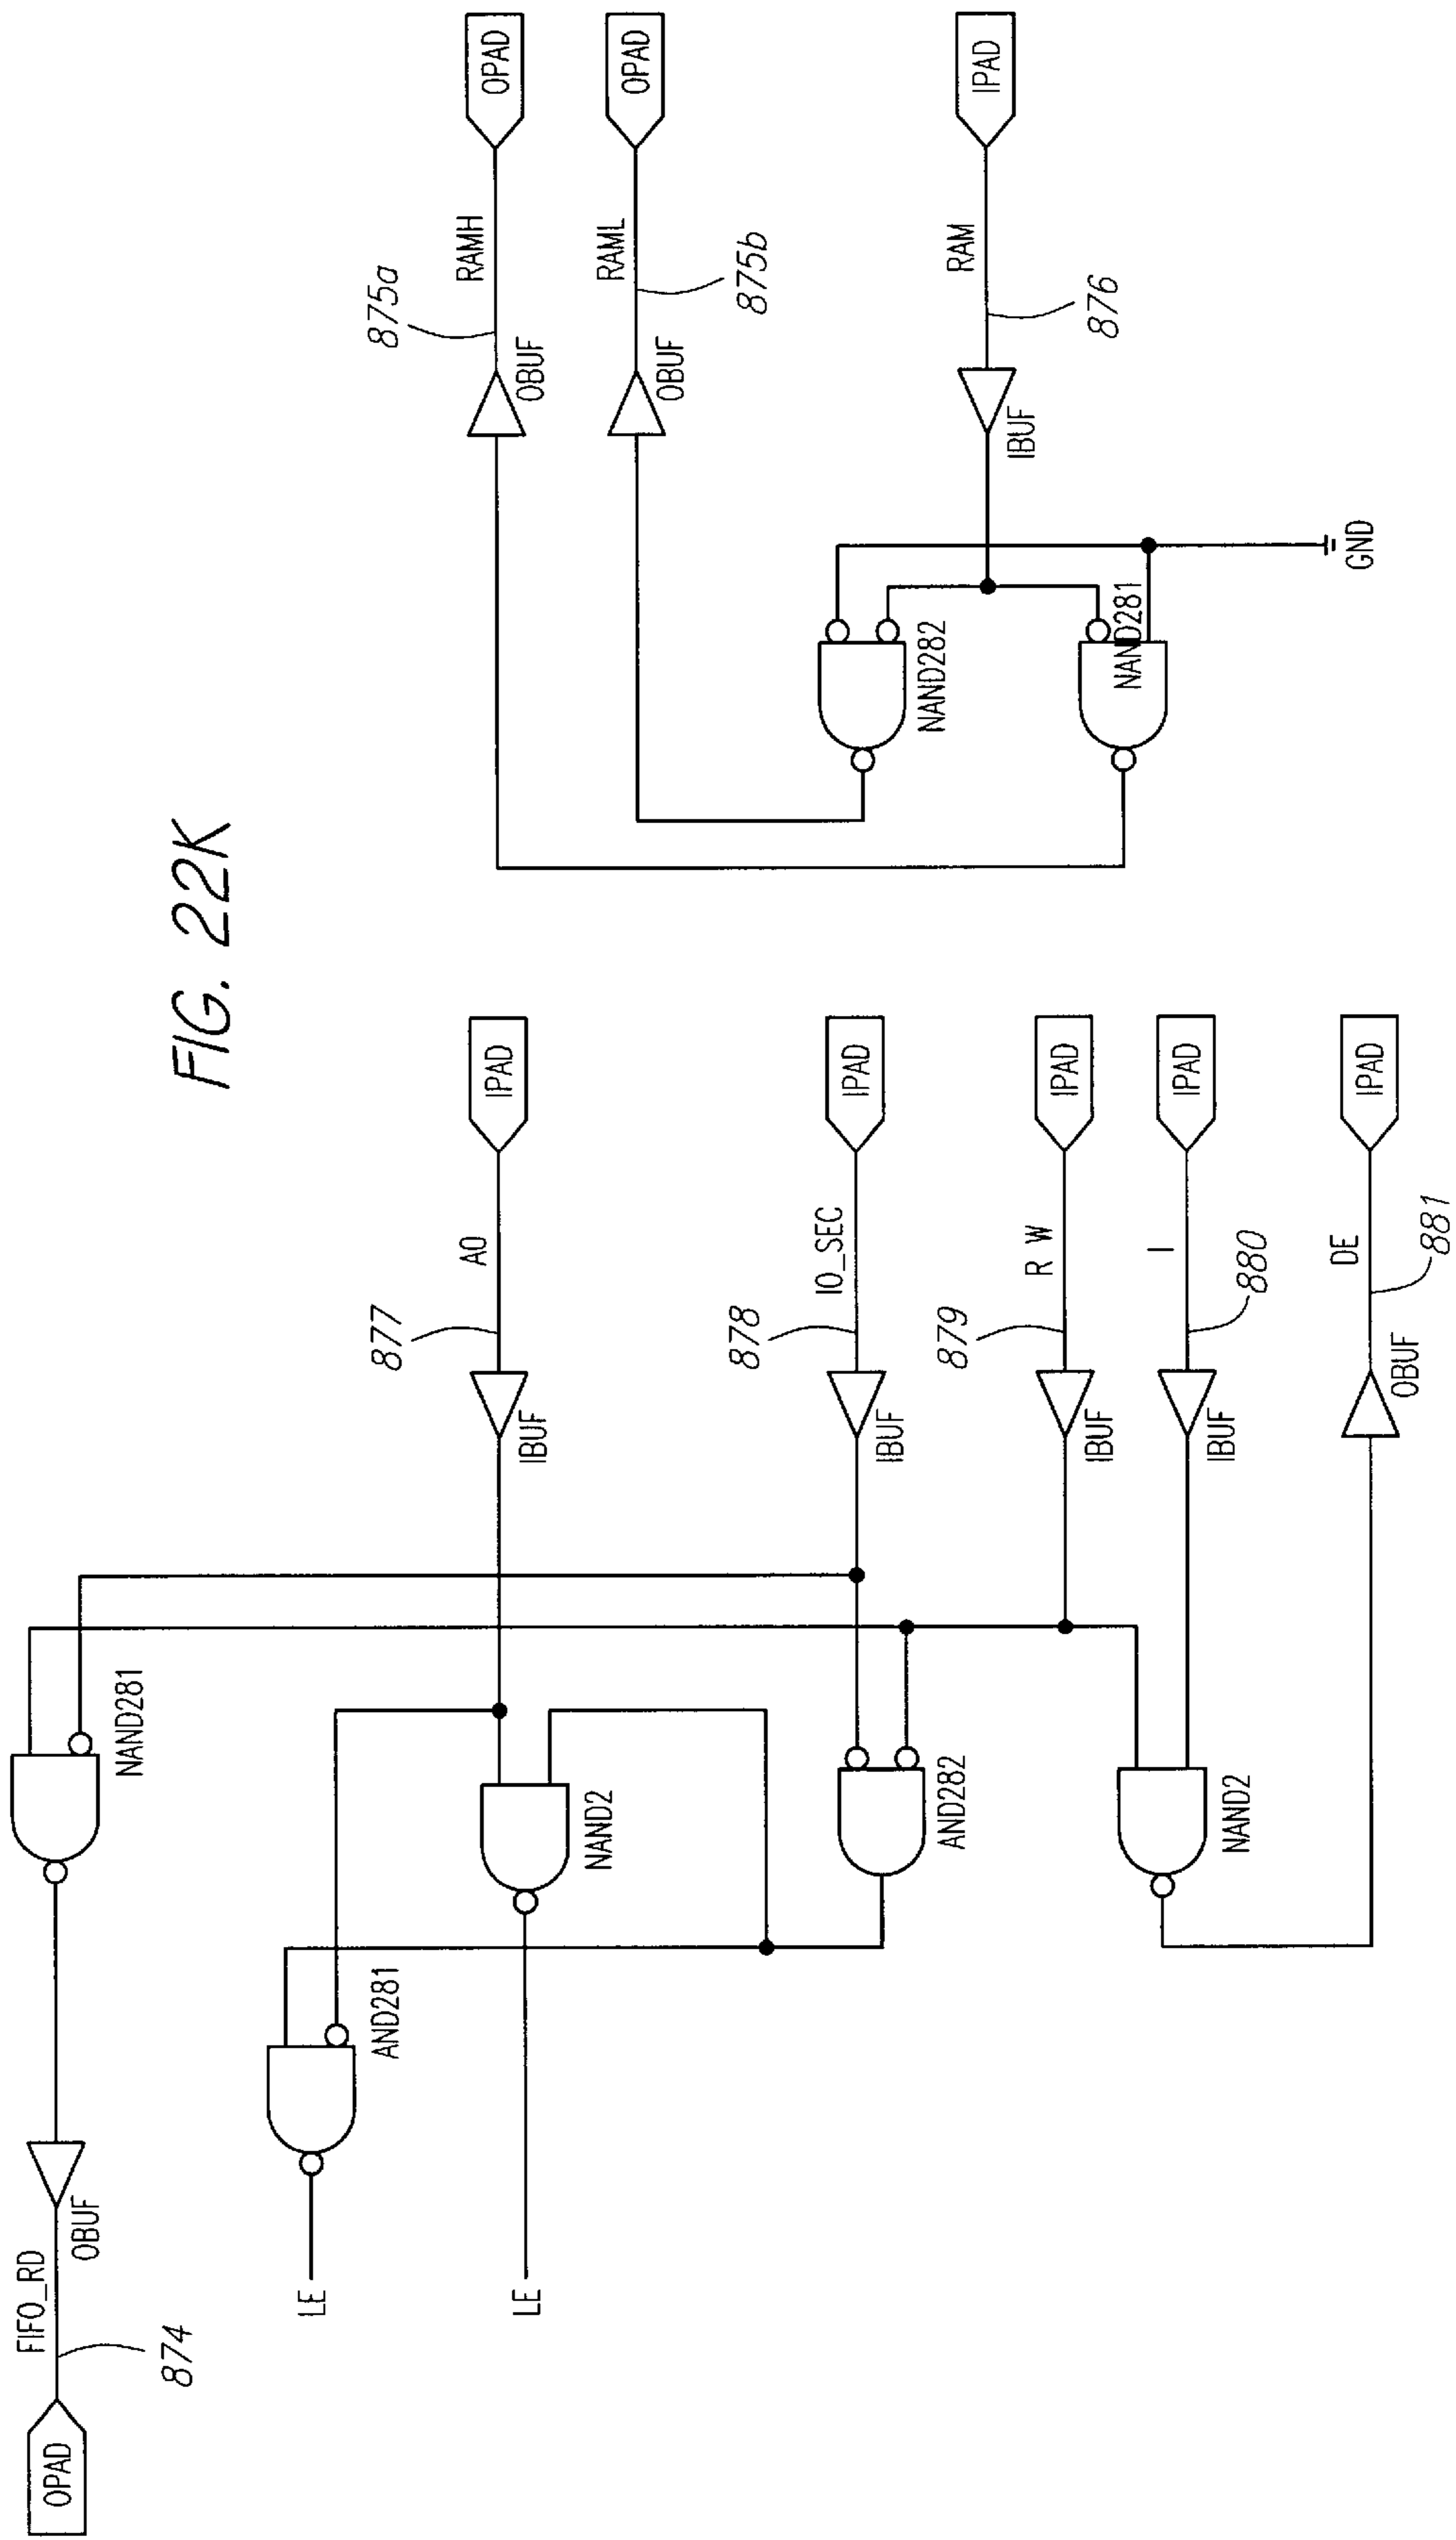 FIG. 22K
OPAD
FIFO_RD
874
OBUF
NAND281
LE
AND281
877
A0
IPAD
IBUF
LE
NAND2
878
IO_SEC
IPAD
IBUF
AND282
879
R W
IPAD
IBUF
NAND2
I
880
IPAD
IBUF
DE
881
IPAD
OBUF
875a
RAMH
OPAD
OBUF
RAML
875b
OPAD
OBUF
NAND282
RAM
876
IPAD
IBUF
NAND281
GND